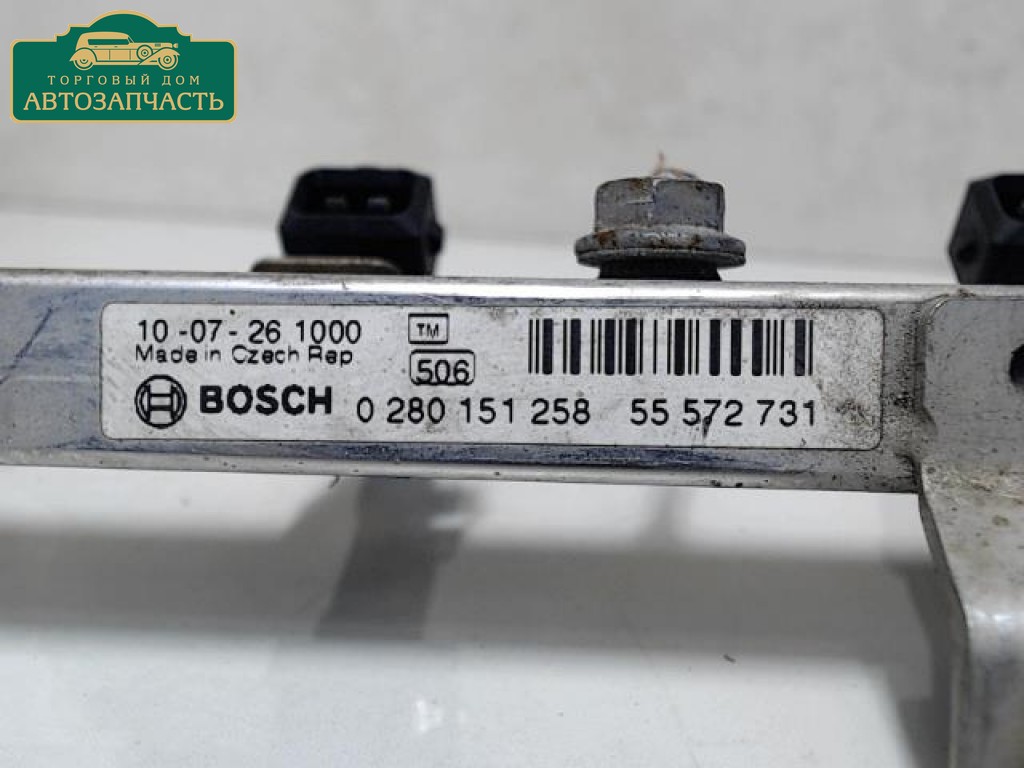 ТОРГОВЫЙ ДОМ
АВТОЗАПЧАСТЬ
10 -07 - 26 1000 TM
Made in Czech Rep 506
BOSCH 0 280 151 258 55 572 731